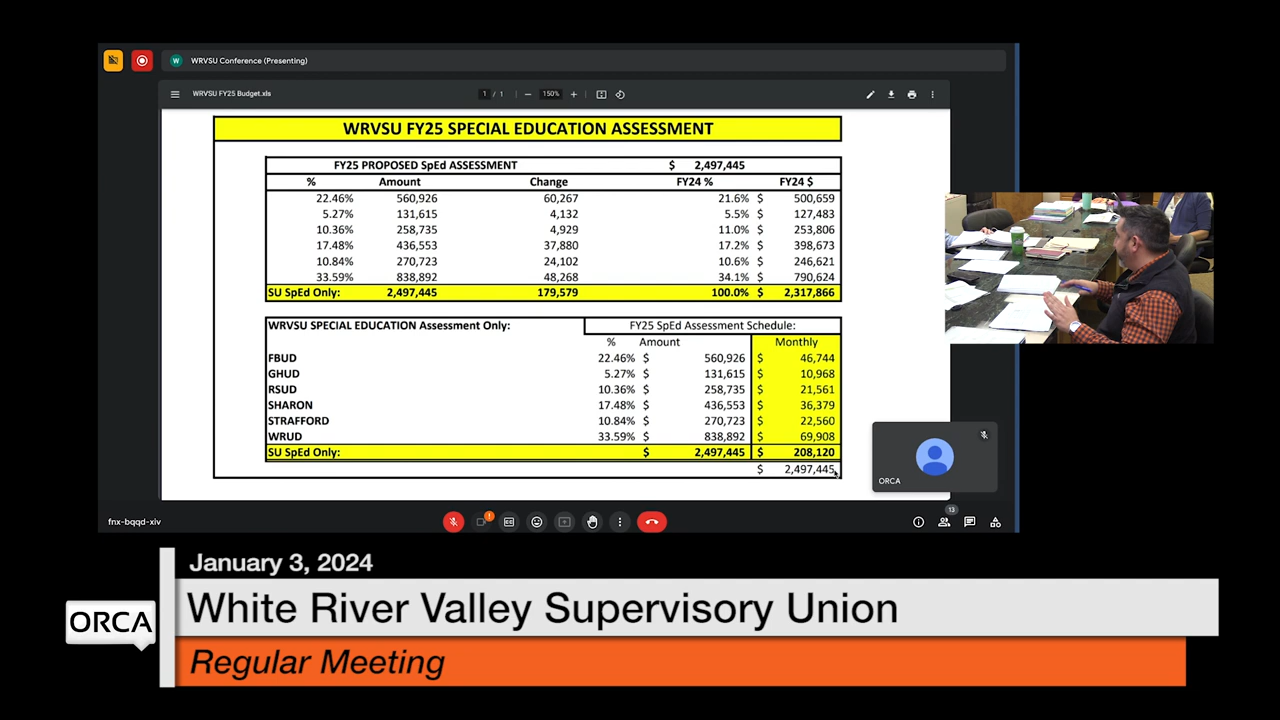 W WRVSU Conference (Presenting)
WRVSU FY25 Budget.xls 1 / 1 | − 150% +
WRVSU FY25 SPECIAL EDUCATION ASSESSMENT
FY25 PROPOSED SpEd ASSESSMENT $ 2,497,445
% Amount Change FY24 % FY24 $
22.46% 560,926 60,267 21.6% $ 500,659
5.27% 131,615 4,132 5.5% $ 127,483
10.36% 258,735 4,929 11.0% $ 253,806
17.48% 436,553 37,880 17.2% $ 398,673
10.84% 270,723 24,102 10.6% $ 246,621
33.59% 838,892 48,268 34.1% $ 790,624
SU SpEd Only: 2,497,445 179,579 100.0% $ 2,317,866
WRVSU SPECIAL EDUCATION Assessment Only: FY25 SpEd Assessment Schedule:
% Amount Monthly
FBUD 22.46% $ 560,926 $ 46,744
GHUD 5.27% $ 131,615 $ 10,968
RSUD 10.36% $ 258,735 $ 21,561
SHARON 17.48% $ 436,553 $ 36,379
STRAFFORD 10.84% $ 270,723 $ 22,560
WRUD 33.59% $ 838,892 $ 69,908
SU SpEd Only: $ 2,497,445 $ 208,120
$ 2,497,445
ORCA
fnx-bqqd-xiv
13
January 3, 2024
ORCA
White River Valley Supervisory Union
Regular Meeting